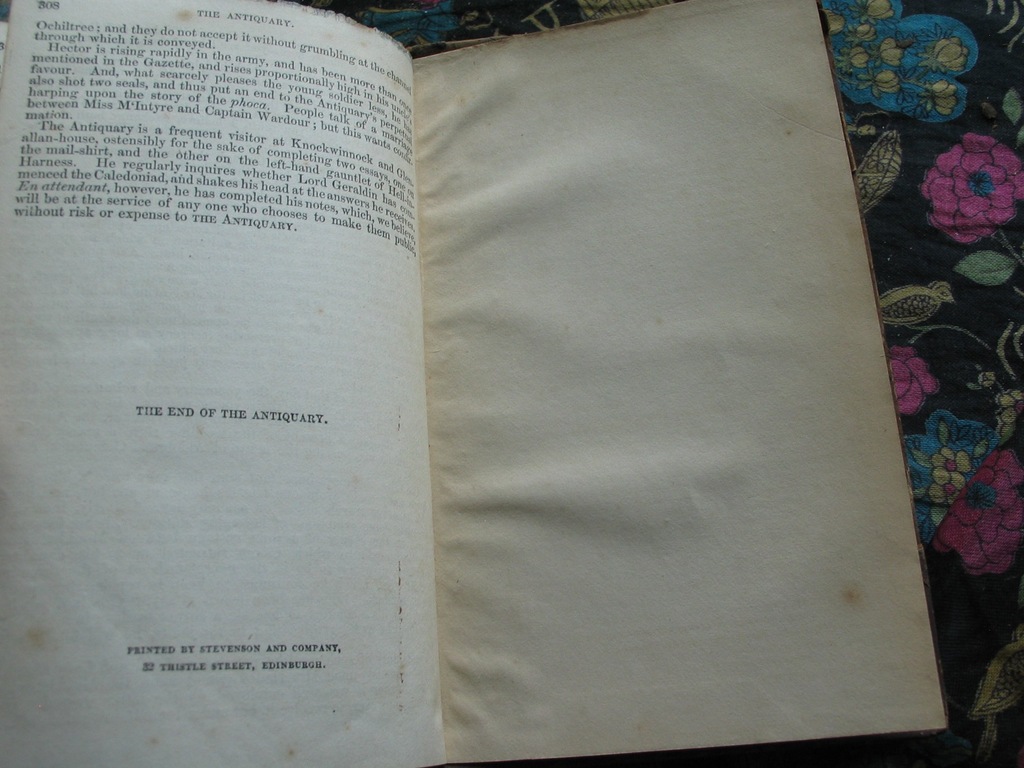 308
THE ANTIQUARY.
Ochiltree; and they do not accept it without grumbling at the channel
through which it is conveyed.
Hector is rising rapidly in the army, and has been more than once
mentioned in the Gazette, and rises proportionally high in his uncle's
favour. And, what scarcely pleases the young soldier less, he has
also shot two seals, and thus put an end to the Antiquary's perpetual
harping upon the story of the phoca. People talk of a marriage
between Miss M'Intyre and Captain Wardour; but this wants confir-
mation.
The Antiquary is a frequent visitor at Knockwinnock and Glen-
allan-house, ostensibly for the sake of completing two essays, one on
the mail-shirt, and the other on the left-hand gauntlet of Hell-in-
Harness. He regularly inquires whether Lord Geraldin has com-
menced the Caledoniad, and shakes his head at the answers he receives.
En attendant, however, he has completed his notes, which, we believe,
will be at the service of any one who chooses to make them public,
without risk or expense to THE ANTIQUARY.
THE END OF THE ANTIQUARY.
PRINTED BY STEVENSON AND COMPANY,
32 THISTLE STREET, EDINBURGH.